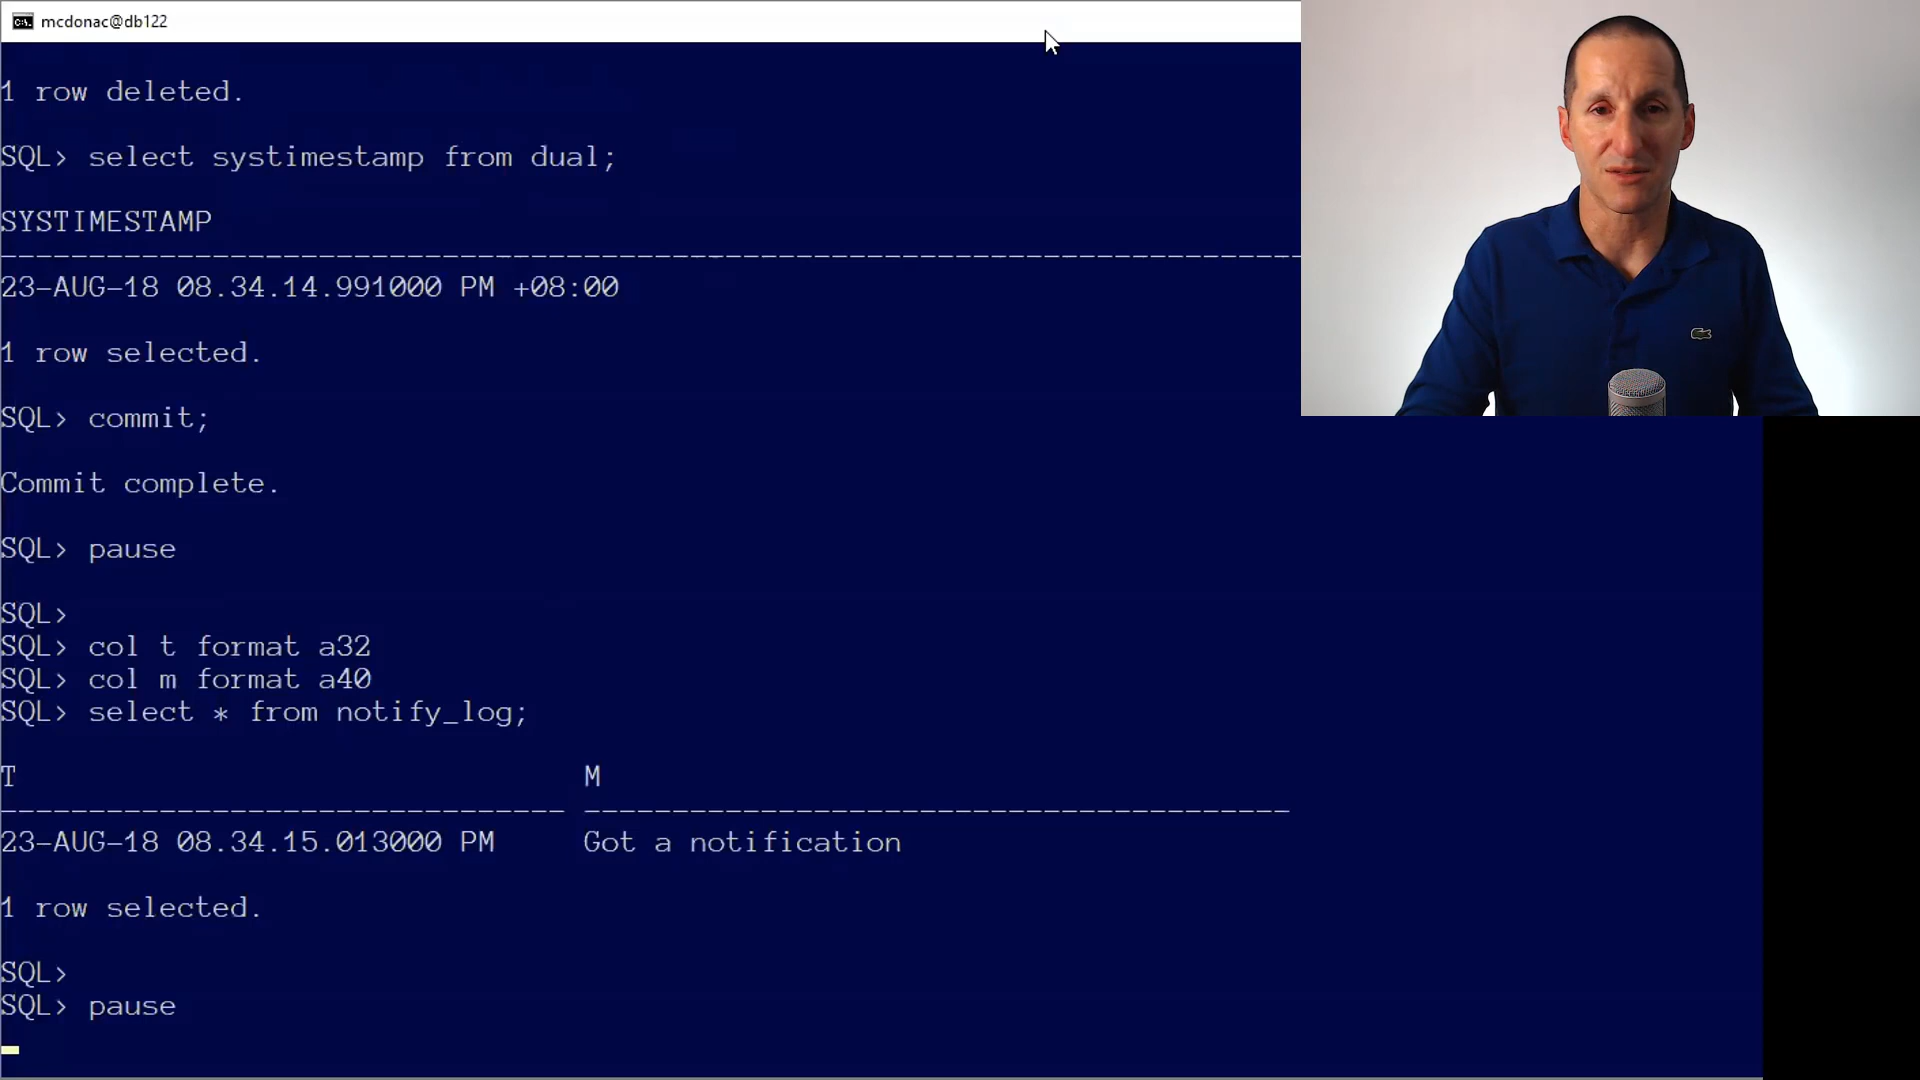 mcdonac@db122
1 row deleted.
SQL> select systimestamp from dual;
SYSTIMESTAMP
---------------------------------------------------------------------------
23-AUG-18 08.34.14.991000 PM +08:00
1 row selected.
SQL> commit;
Commit complete.
SQL> pause
SQL>
SQL> col t format a32
SQL> col m format a40
SQL> select * from notify_log;
T                                M
-------------------------------- ----------------------------------------
23-AUG-18 08.34.15.013000 PM     Got a notification
1 row selected.
SQL>
SQL> pause